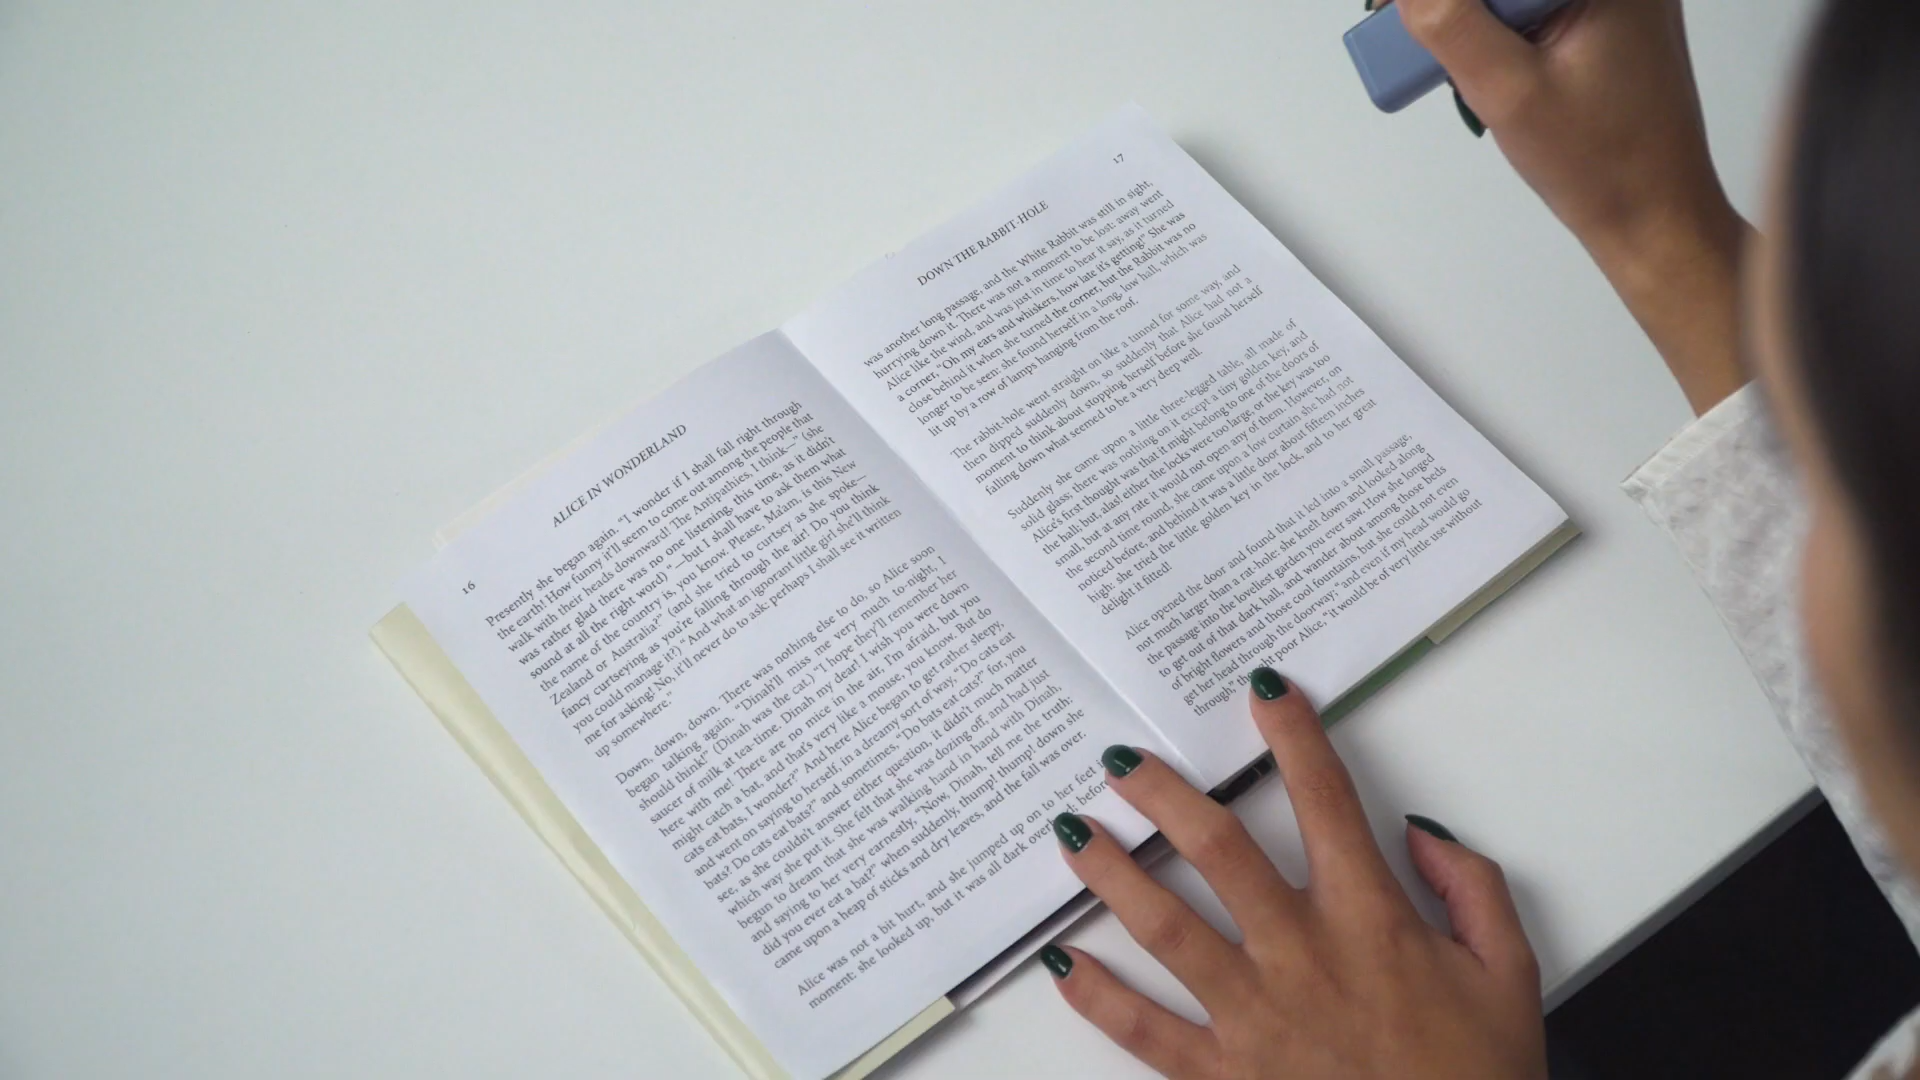 16
ALICE IN WONDERLAND
Presently she began again. “I wonder if I shall fall right through
the earth! How funny it'll seem to come out among the people that
walk with their heads downward! The Antipathies, I think—” (she
was rather glad there was no one listening, this time, as it didn't
sound at all the right word) “—but I shall have to ask them what
the name of the country is, you know. Please, Ma'am, is this New
Zealand or Australia?” (and she tried to curtsey as she spoke—
fancy curtseying as you're falling through the air! Do you think
you could manage it?) “And what an ignorant little girl she'll think
me for asking! No, it'll never do to ask: perhaps I shall see it written
up somewhere.”
Down, down, down. There was nothing else to do, so Alice soon
began talking again. “Dinah'll miss me very much to-night, I
should think!” (Dinah was the cat.) “I hope they'll remember her
saucer of milk at tea-time. Dinah my dear! I wish you were down
here with me! There are no mice in the air, I'm afraid, but you
might catch a bat, and that's very like a mouse, you know. But do
cats eat bats, I wonder?” And here Alice began to get rather sleepy,
and went on saying to herself, in a dreamy sort of way, “Do cats eat
bats? Do cats eat bats?” and sometimes, “Do bats eat cats?” for, you
see, as she couldn't answer either question, it didn't much matter
which way she put it. She felt that she was dozing off, and had just
begun to dream that she was walking hand in hand with Dinah,
and saying to her very earnestly, “Now, Dinah, tell me the truth:
did you ever eat a bat?” when suddenly, thump! thump! down she
came upon a heap of sticks and dry leaves, and the fall was over.
Alice was not a bit hurt, and she jumped up on to her feet
moment: she looked up, but it was all dark before
17
DOWN THE RABBIT-HOLE
was another long passage, and the White Rabbit was still in sight,
hurrying down it. There was not a moment to be lost: away went
Alice like the wind, and was just in time to hear it say, as it turned
a corner, “Oh my ears and whiskers, how late it's getting!” She was
close behind it when she turned the corner, but the Rabbit was no
longer to be seen: she found herself in a long, low hall, which was
lit up by a row of lamps hanging from the roof.
The rabbit-hole went straight on like a tunnel for some way, and
then dipped suddenly down, so suddenly that Alice had not a
moment to think about stopping herself before she found herself
falling down what seemed to be a very deep well.
Suddenly she came upon a little three-legged table, all made of
solid glass; there was nothing on it except a tiny golden key, and
Alice's first thought was that it might belong to one of the doors of
the hall; but, alas! either the locks were too large, or the key was too
small, but at any rate it would not open any of them. However, on
the second time round, she came upon a low curtain she had not
noticed before, and behind it was a little door about fifteen inches
high: she tried the little golden key in the lock, and to her great
delight it fitted!
Alice opened the door and found that it led into a small passage,
not much larger than a rat-hole: she knelt down and looked along
the passage into the loveliest garden you ever saw. How she longed
to get out of that dark hall, and wander about among those beds
of bright flowers and those cool fountains, but she could not even
get her head through the doorway; “and even if my head would go
through,” poor Alice, “it would be of very little use without